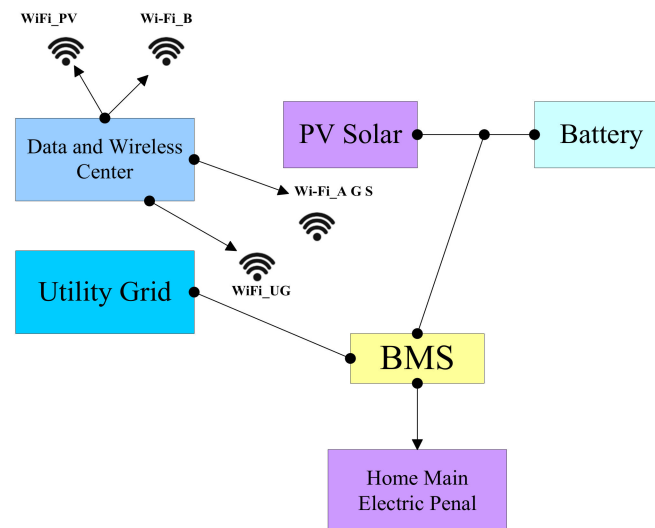 WiFi_PV
Wi-Fi_B
Data and Wireless
Center
PV Solar
Battery
Wi-Fi_A G S
WiFi_UG
Utility Grid
BMS
Home Main
Electric Penal